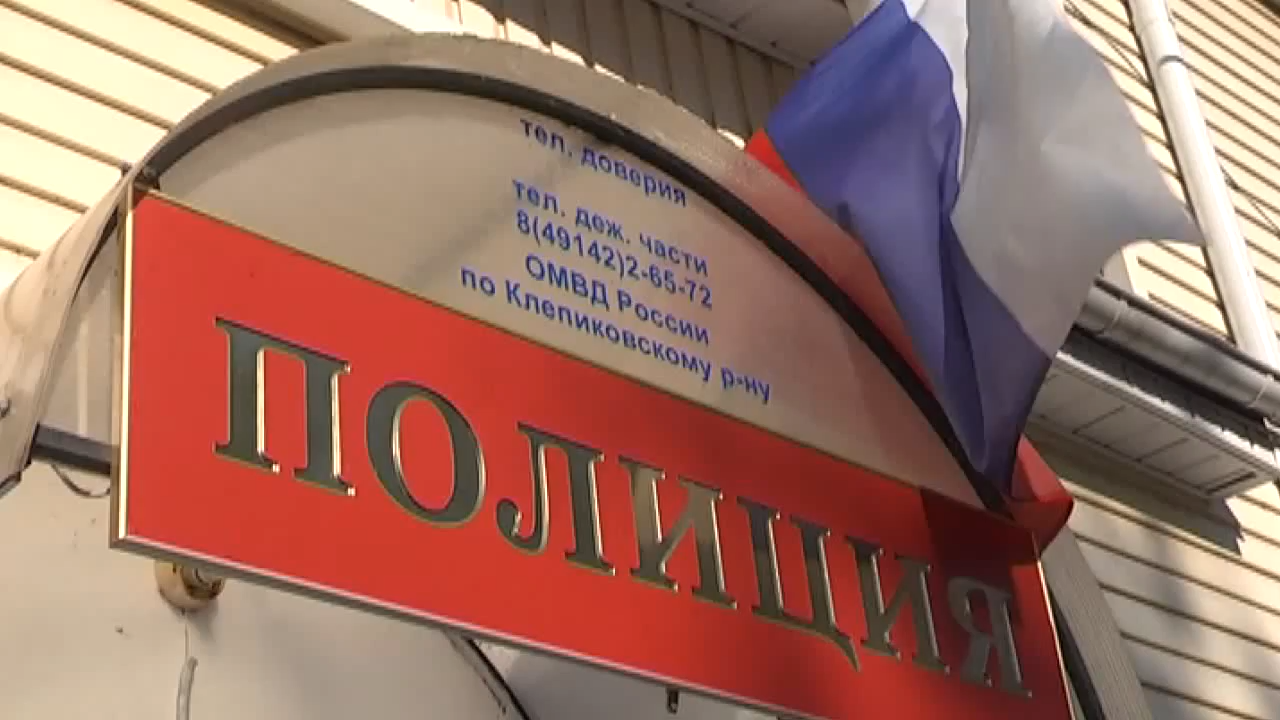 тел. доверия
тел. деж. части
8(49142)2-65-72
ОМВД России
по Клепиковскому р-ну
ПОЛИЦИЯ